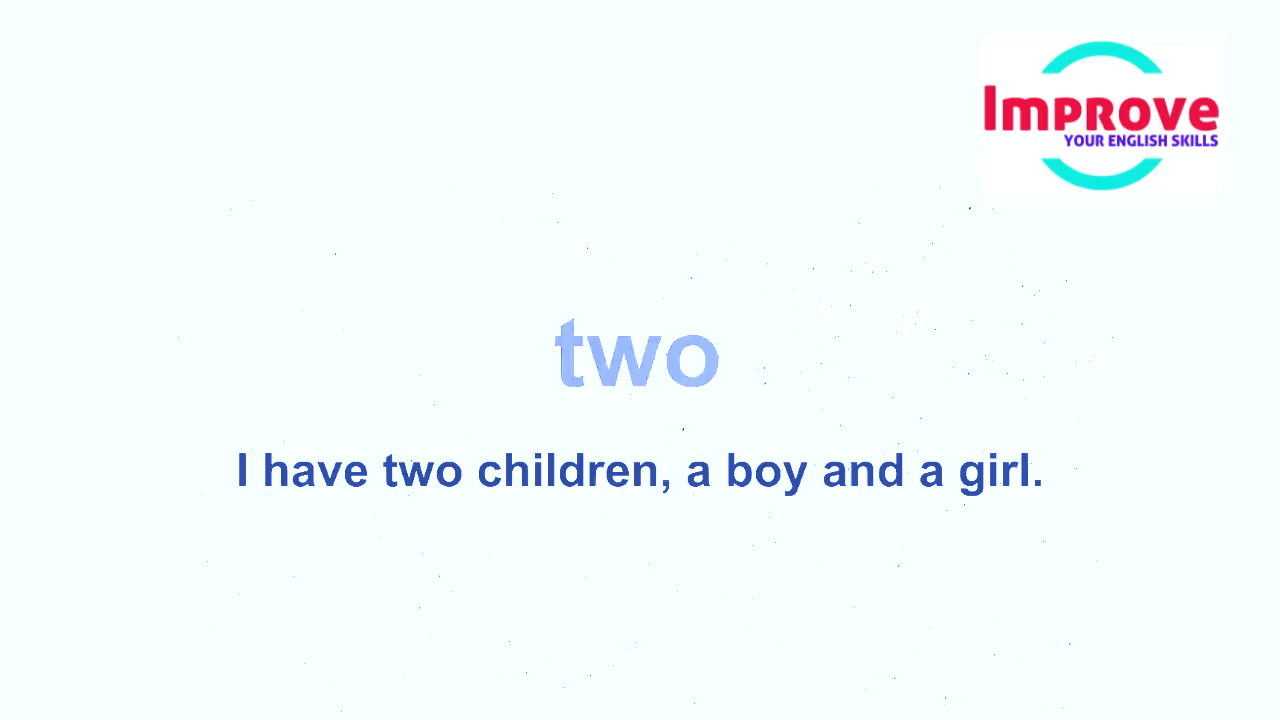 Improve
YOUR ENGLISH SKILLS
two
I have two children, a boy and a girl.